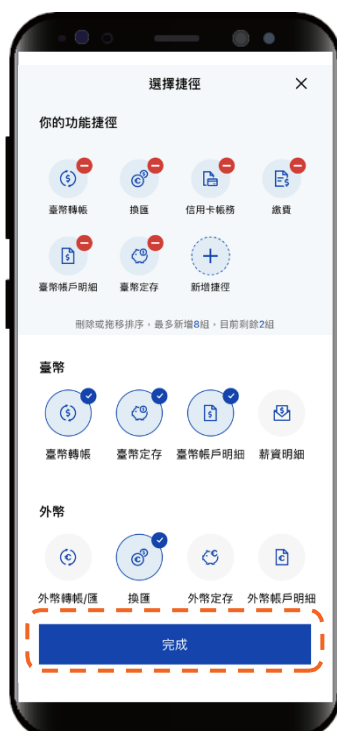 選擇捷徑
你的功能捷徑
臺幣轉帳 換匯 信用卡帳務 繳費
臺幣帳戶明細 臺幣定存 新增捷徑
刪除或拖移排序，最多新增8組，目前剩餘2組
臺幣
臺幣轉帳 臺幣定存 臺幣帳戶明細 薪資明細
外幣
外幣轉帳/匯 換匯 外幣定存 外幣帳戶明細
完成